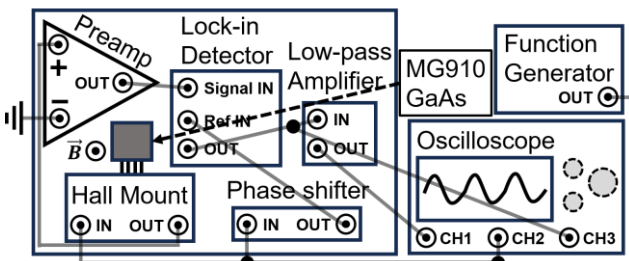 Preamp
+
−
OUT
Lock-in
Detector
Signal IN
Ref IN
OUT
Low-pass
Amplifier
IN
OUT
MG910
GaAs
Function
Generator
OUT
B
Hall Mount
IN OUT
Phase shifter
IN OUT
Oscilloscope
CH1 CH2 CH3